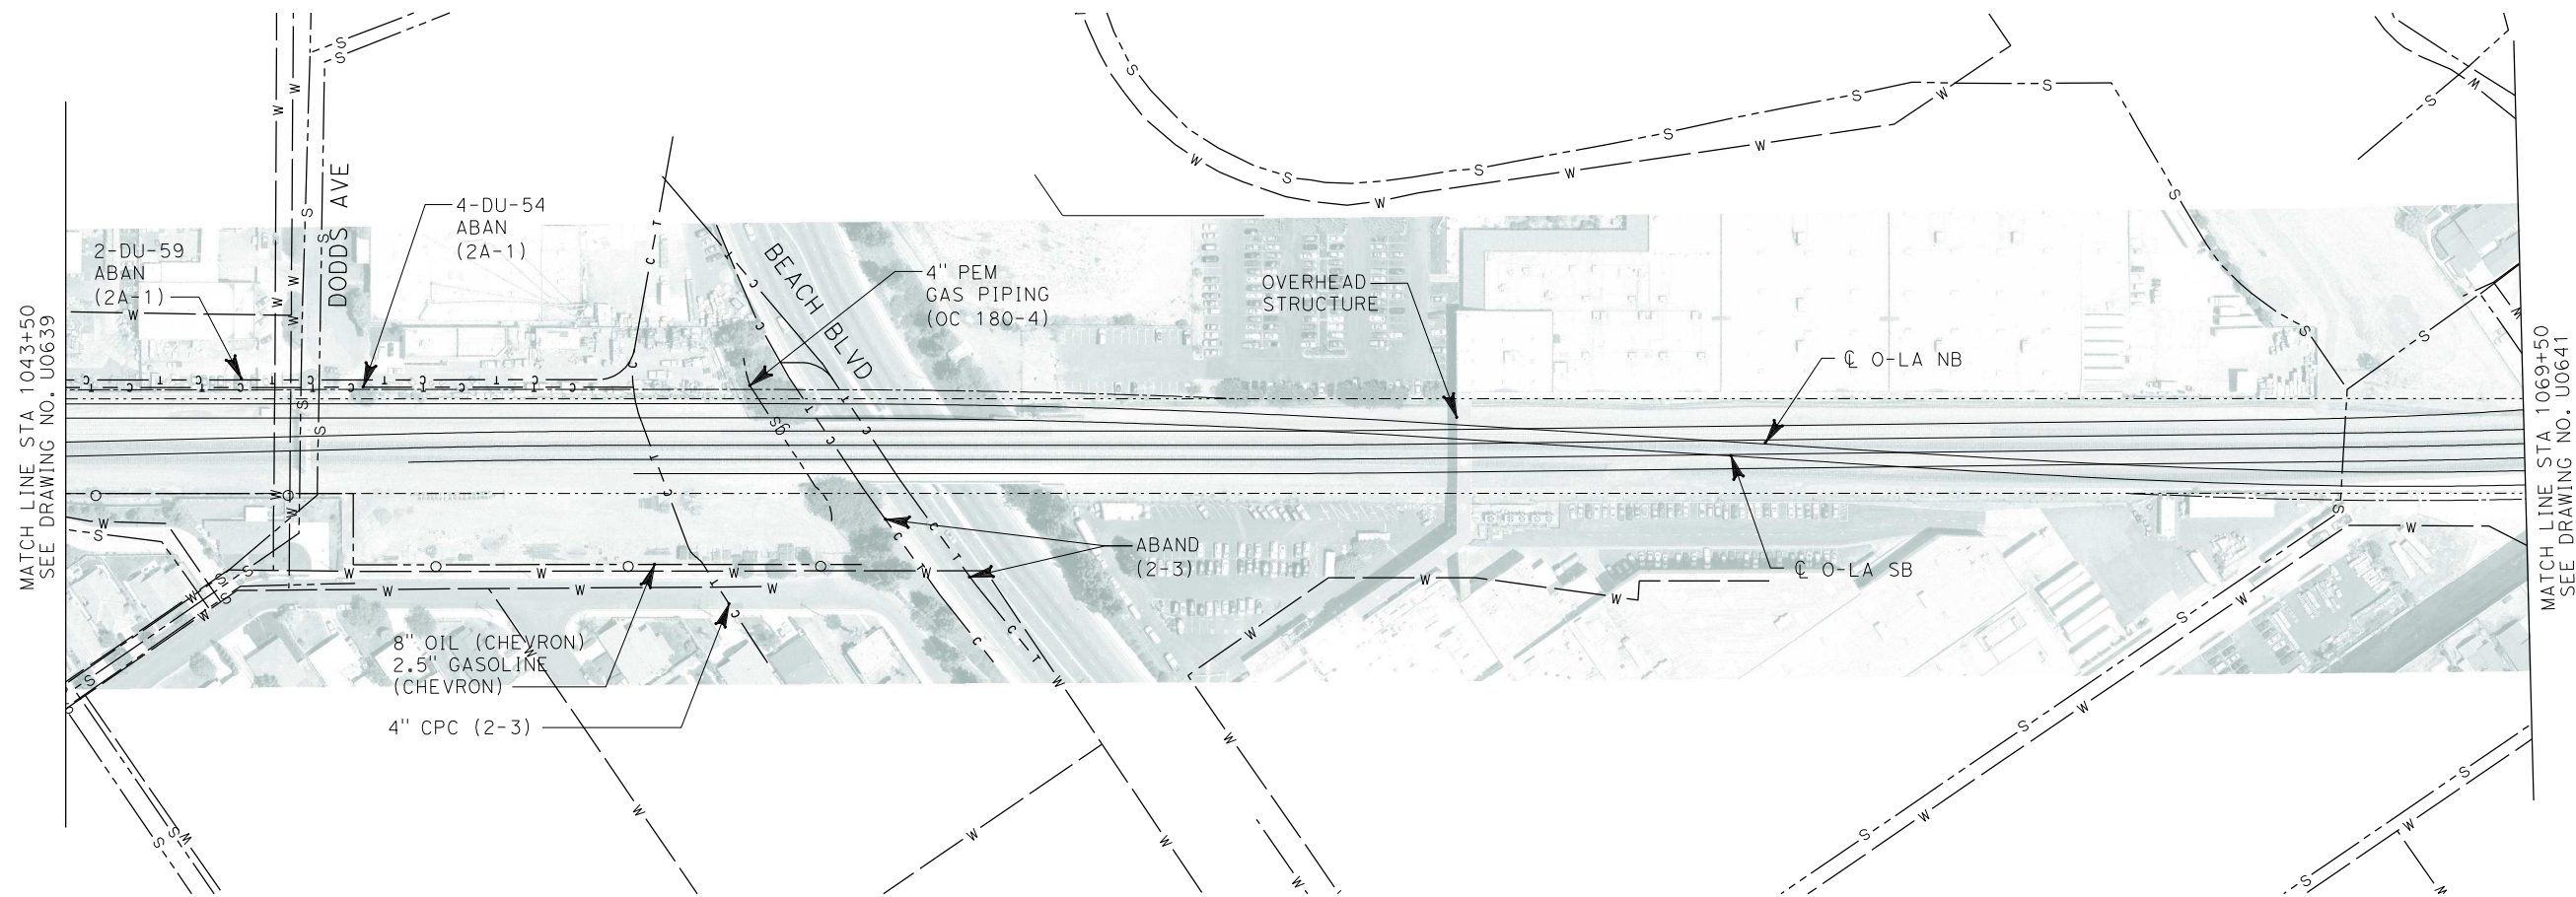 MATCH LINE STA 1043+50
SEE DRAWING NO. U0639
2-DU-59
ABAN
(2A-1)
DODDS AVE
4-DU-54
ABAN
(2A-1)
BEACH BLVD
4" PEM
GAS PIPING
(OC 180-4)
OVERHEAD
STRUCTURE
℄ O-LA NB
℄ O-LA SB
ABAND
(2-3)
8" OIL (CHEVRON)
2.5" GASOLINE
(CHEVRON)
4" CPC (2-3)
MATCH LINE STA 1069+50
SEE DRAWING NO. U0641